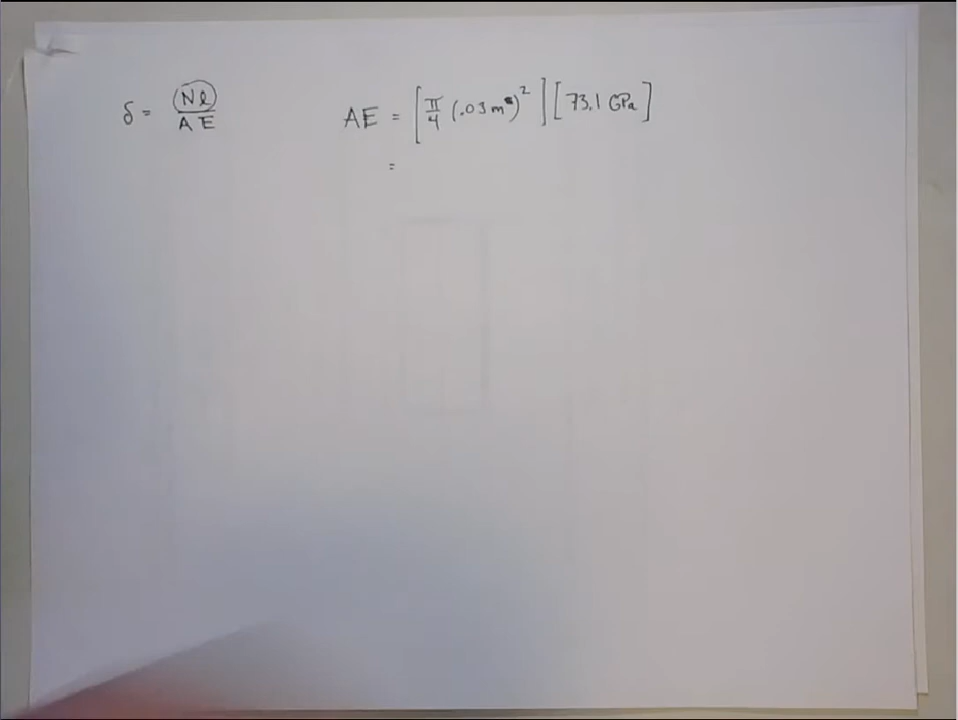 δ = Nℓ / AE
AE = [π/4 (.03 m)²] [73.1 GPa]
=